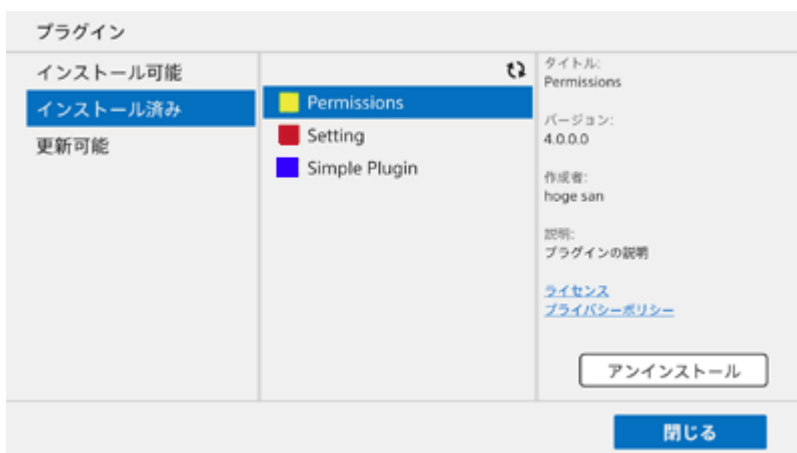 プラグイン
インストール可能
インストール済み
更新可能
Permissions
Setting
Simple Plugin
タイトル:
Permissions
バージョン:
4.0.0.0
作成者:
hoge san
説明:
プラグインの説明
ライセンス
プライバシーポリシー
アンインストール
閉じる